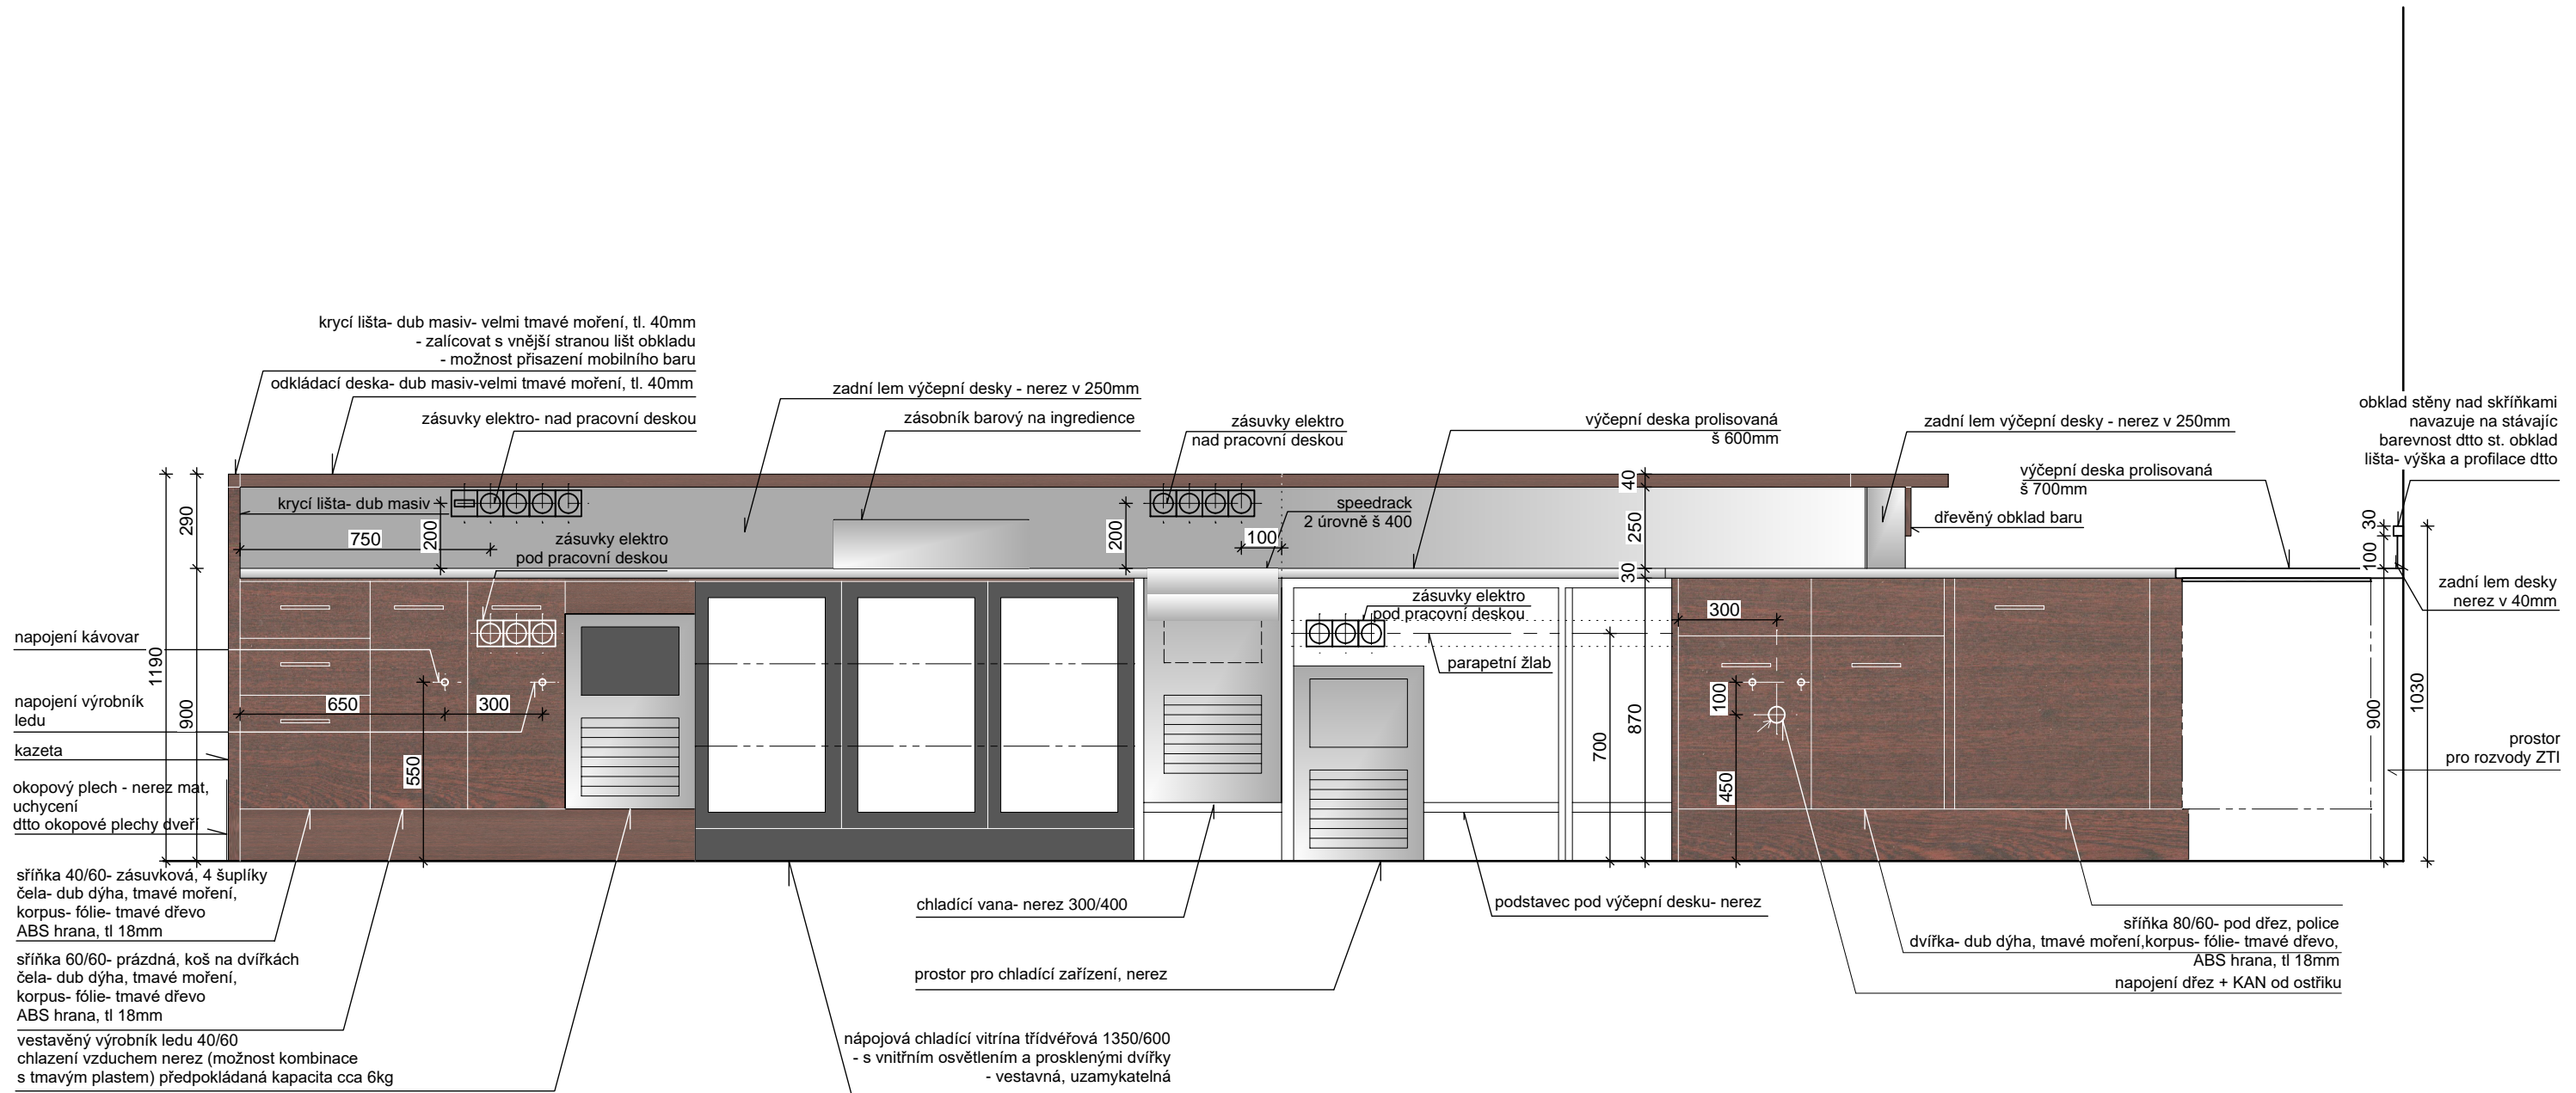 krycí lišta- dub masiv- velmi tmavé moření, tl. 40mm
- zalícovat s vnější stranou lišt obkladu
- možnost přisazení mobilního baru
odkládací deska- dub masiv-velmi tmavé moření, tl. 40mm
zásuvky elektro- nad pracovní deskou
zadní lem výčepní desky - nerez v 250mm
zásobník barový na ingredience
zásuvky elektro
nad pracovní deskou
výčepní deska prolisovaná
š 600mm
zadní lem výčepní desky - nerez v 250mm
výčepní deska prolisovaná
š 700mm
obklad stěny nad skříňkami
navazuje na stávajíc
barevnost dtto st. obklad
lišta- výška a profilace dtto
krycí lišta- dub masiv
zásuvky elektro
pod pracovní deskou
speedrack
2 úrovně š 400
dřevěný obklad baru
290
750
200
200
100
40
250
30
30
100
zadní lem desky
nerez v 40mm
zásuvky elektro
pod pracovní deskou
parapetní žlab
300
napojení kávovar
1190
napojení výrobník
ledu
900
650
300
550
700
870
100
450
900
1030
kazeta
prostor
pro rozvody ZTI
okopový plech - nerez mat,
uchycení
dtto okopové plechy dveří
sříňka 40/60- zásuvková, 4 šuplíky
čela- dub dýha, tmavé moření,
korpus- fólie- tmavé dřevo
ABS hrana, tl 18mm
sříňka 60/60- prázdná, koš na dvířkách
čela- dub dýha, tmavé moření,
korpus- fólie- tmavé dřevo
ABS hrana, tl 18mm
vestavěný výrobník ledu 40/60
chlazení vzduchem nerez (možnost kombinace
s tmavým plastem) předpokládaná kapacita cca 6kg
chladící vana- nerez 300/400
prostor pro chladící zařízení, nerez
nápojová chladící vitrína třídvéřová 1350/600
- s vnitřním osvětlením a prosklenými dvířky
- vestavná, uzamykatelná
podstavec pod výčepní desku- nerez
sříňka 80/60- pod dřez, police
dvířka- dub dýha, tmavé moření,korpus- fólie- tmavé dřevo,
ABS hrana, tl 18mm
napojení dřez + KAN od ostřiku